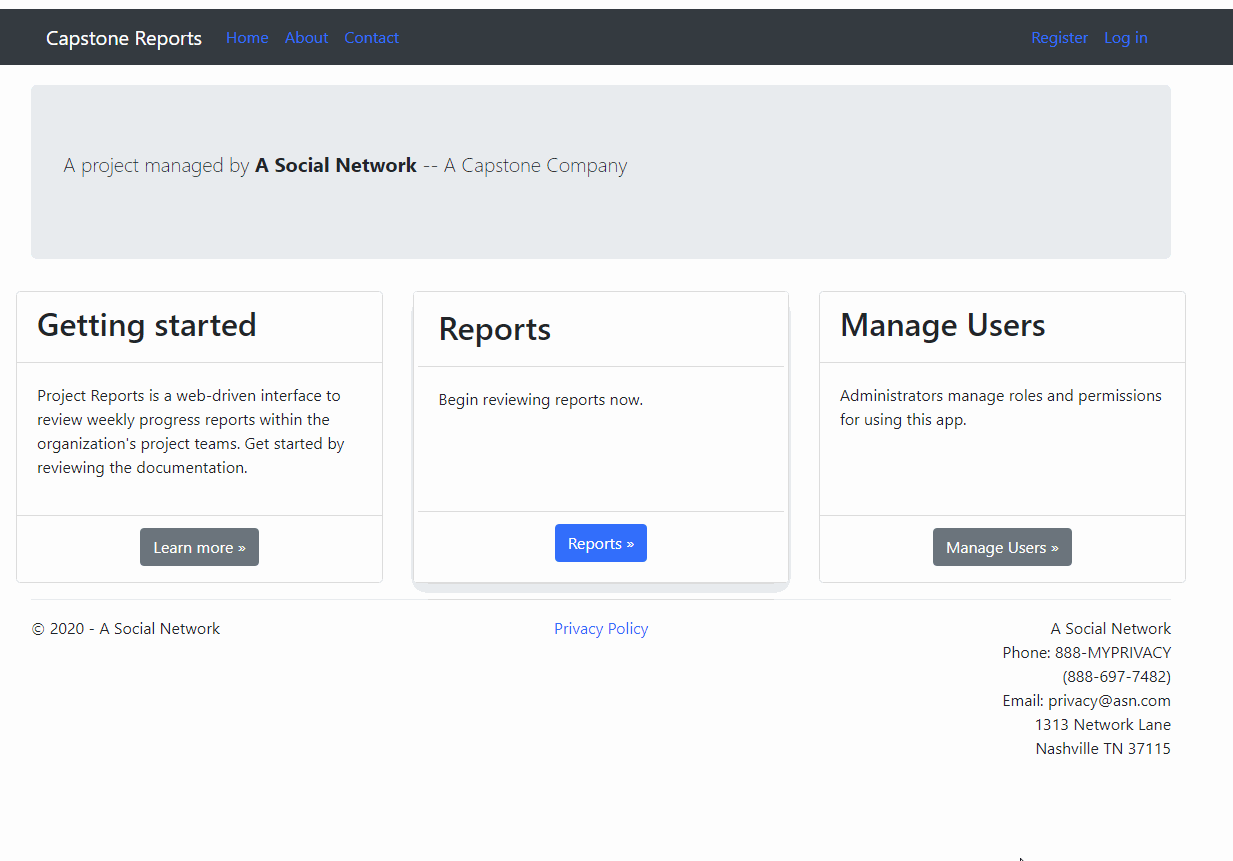 Capstone Reports Home About Contact Register Log in
A project managed by A Social Network -- A Capstone Company
Getting started
Project Reports is a web-driven interface to
review weekly progress reports within the
organization's project teams. Get started by
reviewing the documentation.
Learn more »
Reports
Begin reviewing reports now.
Reports »
Manage Users
Administrators manage roles and permissions
for using this app.
Manage Users »
© 2020 - A Social Network
Privacy Policy
A Social Network
Phone: 888-MYPRIVACY
(888-697-7482)
Email: privacy@asn.com
1313 Network Lane
Nashville TN 37115